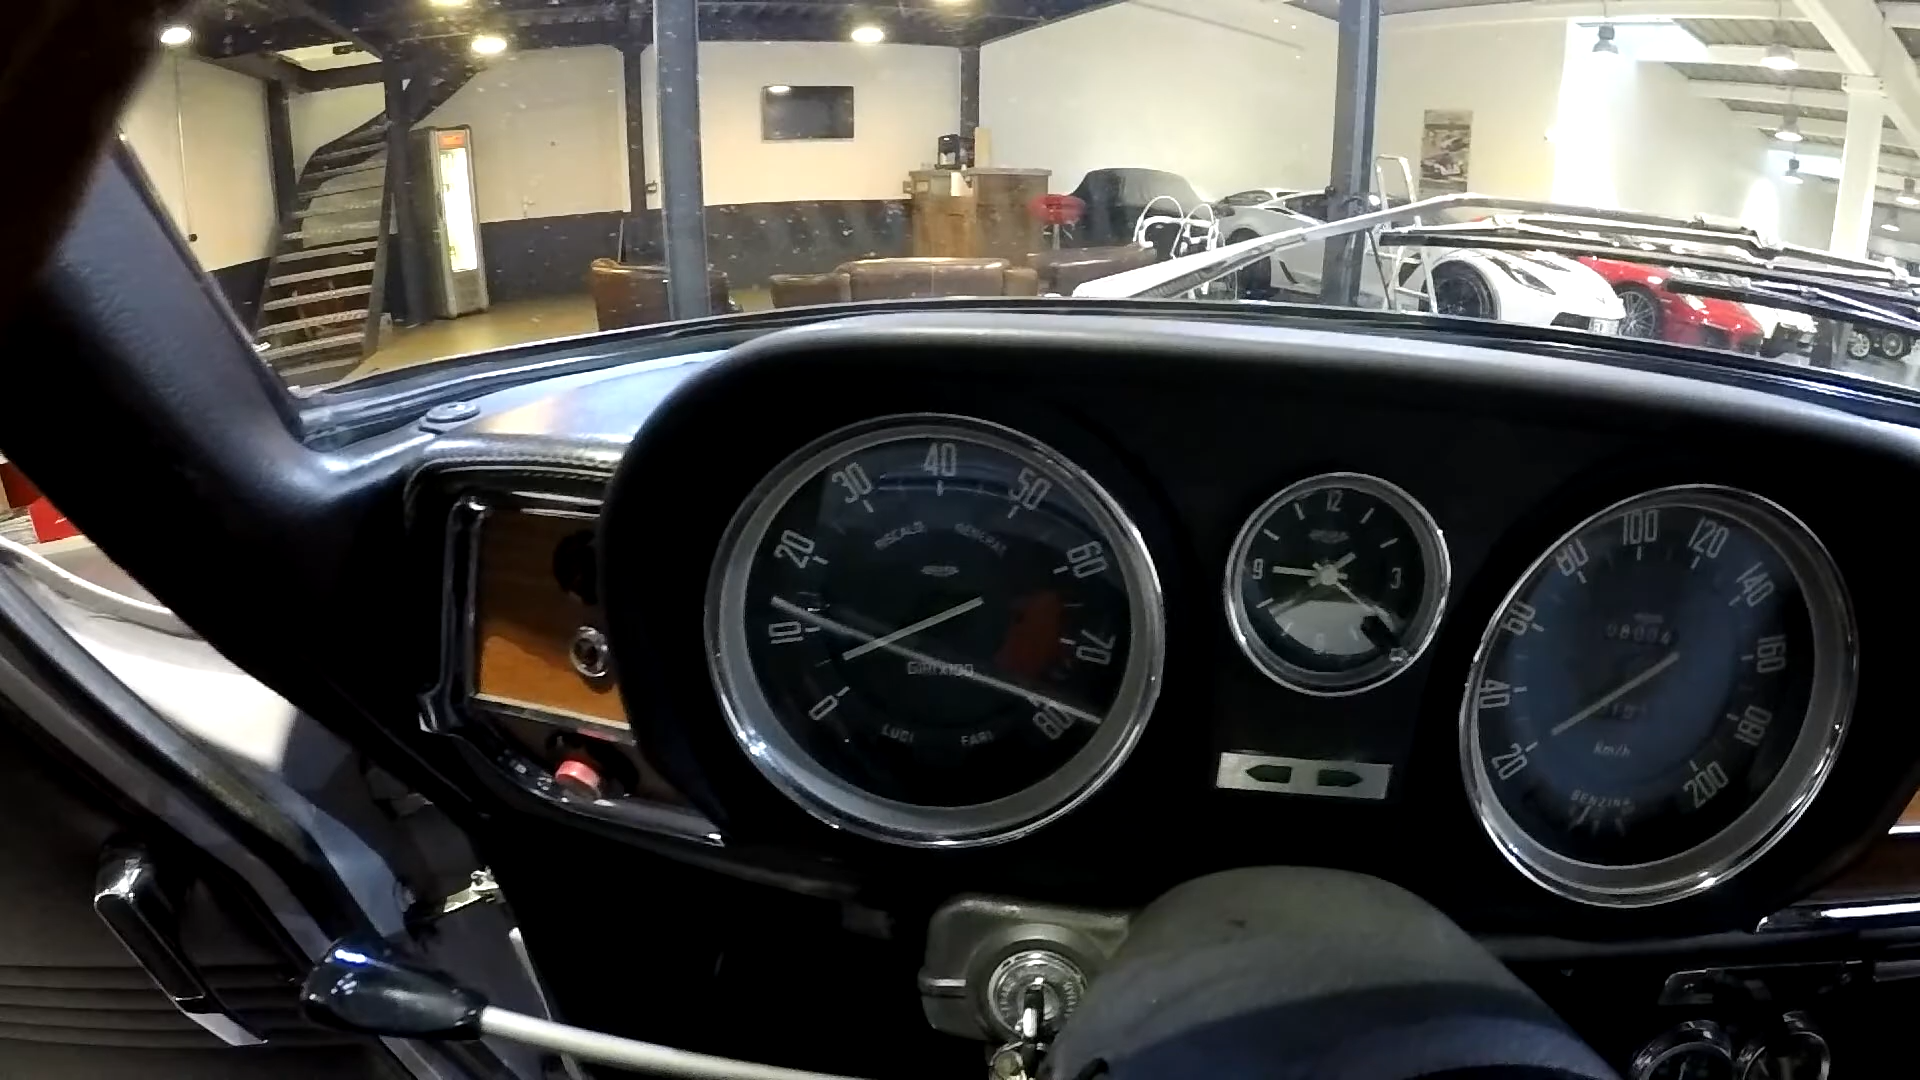 0 10 20 30 40 50 60 70 80
RISCALD GENERAT
GIRIX100
LUCI FARI
12
9 3
20 40 60 80 100 120 140 160 180 200
km/h
BENZINA